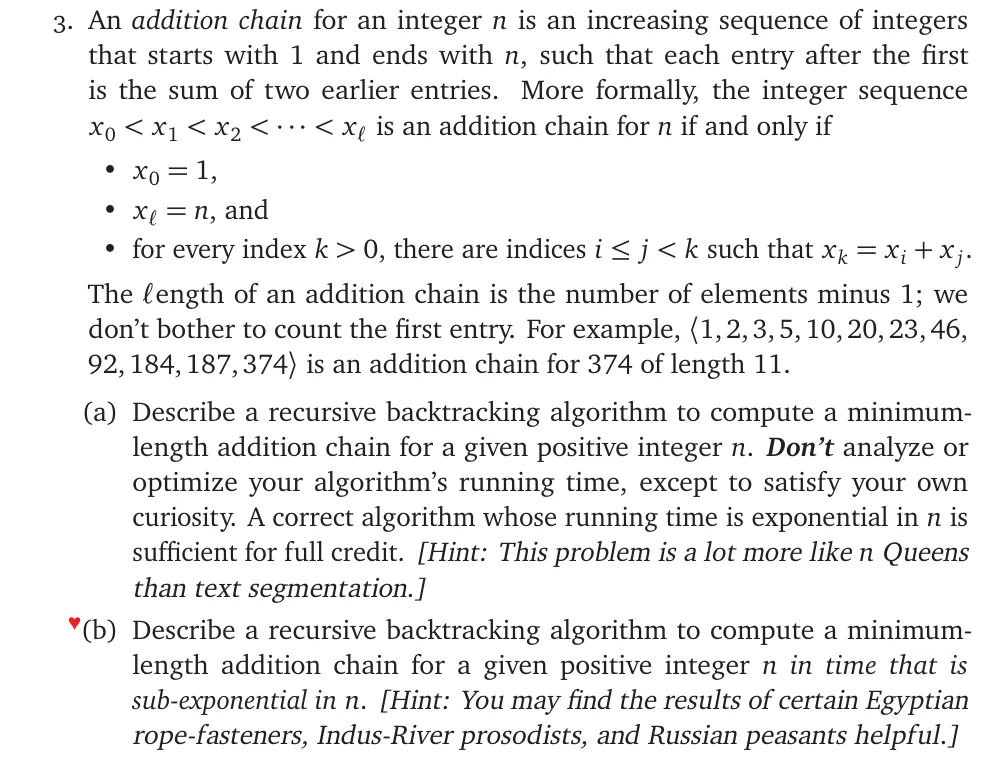 3. An addition chain for an integer n is an increasing sequence of integers
that starts with 1 and ends with n, such that each entry after the first
is the sum of two earlier entries. More formally, the integer sequence
x₀ < x₁ < x₂ < ··· < xℓ is an addition chain for n if and only if
• x₀ = 1,
• xℓ = n, and
• for every index k > 0, there are indices i ≤ j < k such that xₖ = xᵢ + xⱼ.
The ℓength of an addition chain is the number of elements minus 1; we
don't bother to count the first entry. For example, ⟨1, 2, 3, 5, 10, 20, 23, 46,
92, 184, 187, 374⟩ is an addition chain for 374 of length 11.
(a) Describe a recursive backtracking algorithm to compute a minimum-
length addition chain for a given positive integer n. Don't analyze or
optimize your algorithm's running time, except to satisfy your own
curiosity. A correct algorithm whose running time is exponential in n is
sufficient for full credit. [Hint: This problem is a lot more like n Queens
than text segmentation.]
♥(b) Describe a recursive backtracking algorithm to compute a minimum-
length addition chain for a given positive integer n in time that is
sub-exponential in n. [Hint: You may find the results of certain Egyptian
rope-fasteners, Indus-River prosodists, and Russian peasants helpful.]